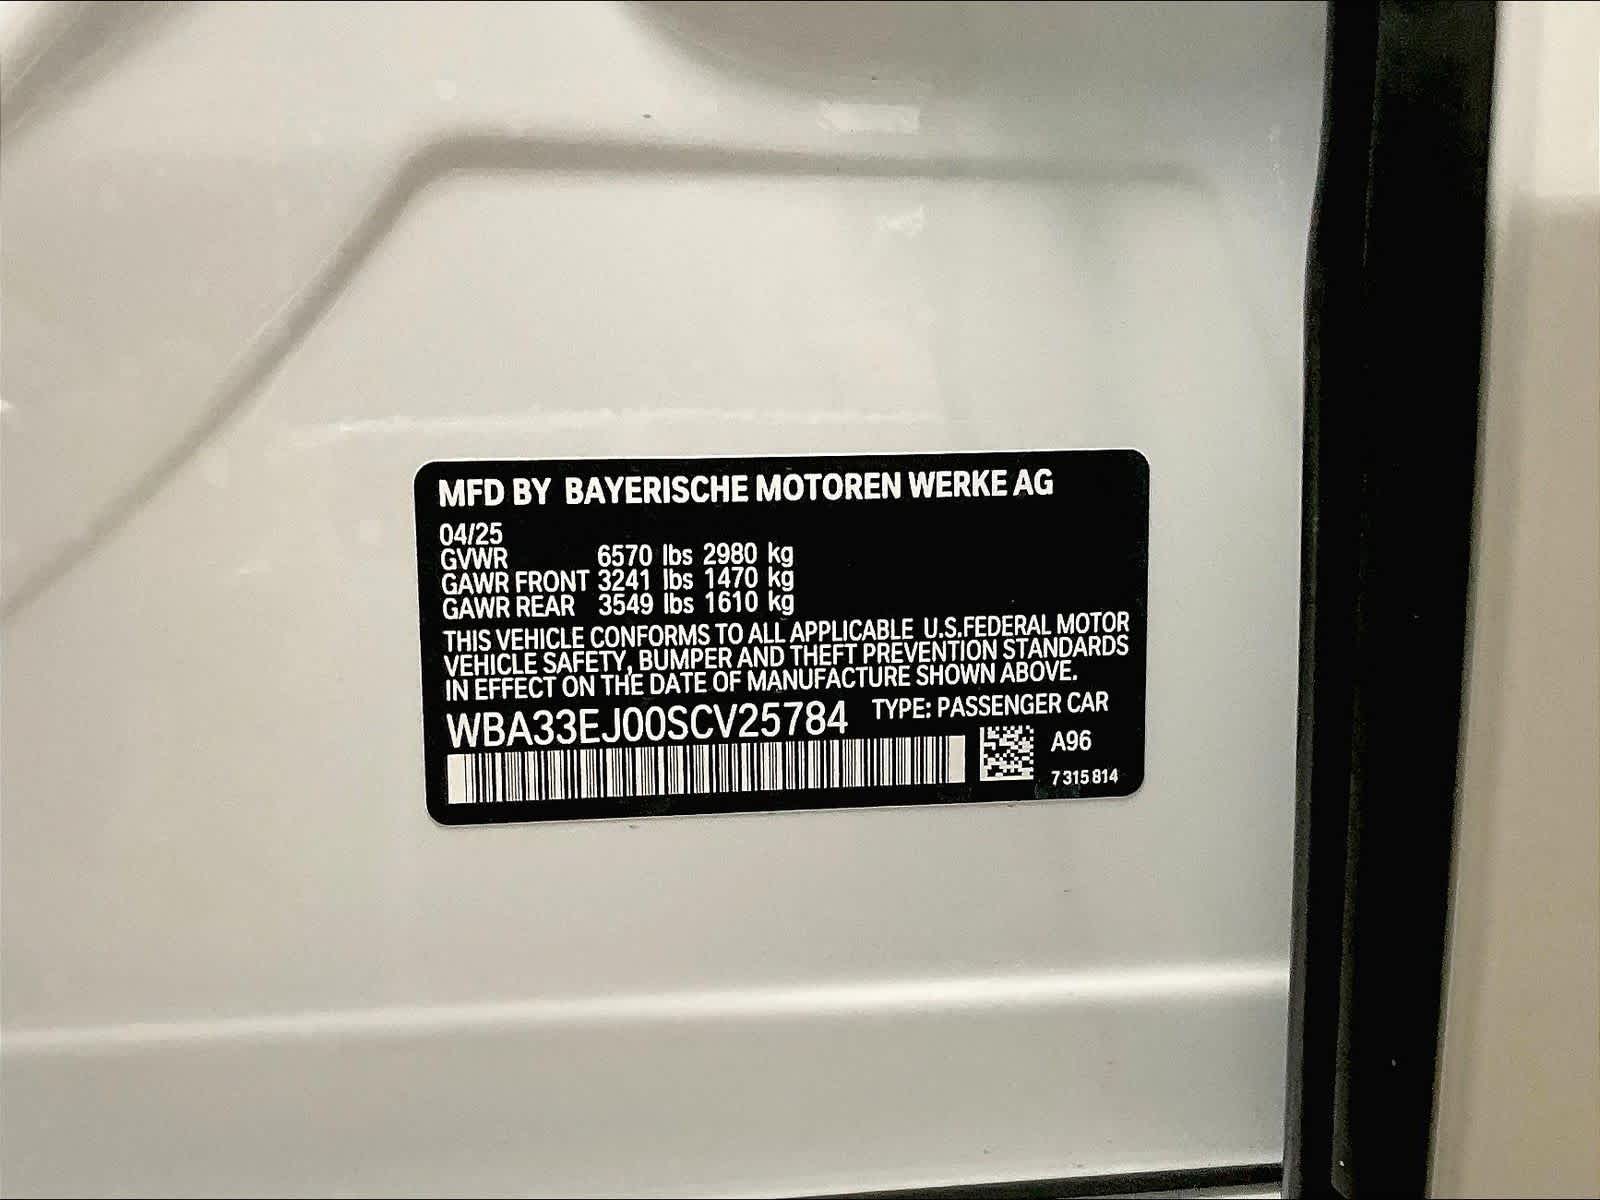 MFD BY BAYERISCHE MOTOREN WERKE AG
04/25
GVWR 6570 lbs 2980 kg
GAWR FRONT 3241 lbs 1470 kg
GAWR REAR 3549 lbs 1610 kg
THIS VEHICLE CONFORMS TO ALL APPLICABLE U.S.FEDERAL MOTOR
VEHICLE SAFETY, BUMPER AND THEFT PREVENTION STANDARDS
IN EFFECT ON THE DATE OF MANUFACTURE SHOWN ABOVE.
WBA33EJ00SCV25784 TYPE: PASSENGER CAR
A96
7 315 814